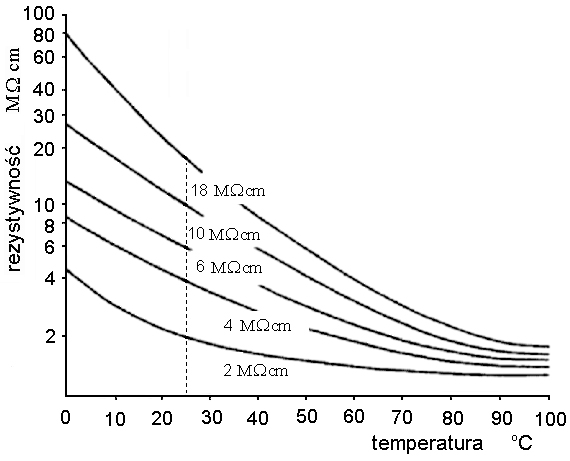 100
80
60
40
30
20
10
8
6
4
2
rezystywność MΩ cm
18 MΩcm
10 MΩcm
6 MΩcm
4 MΩcm
2 MΩcm
0 10 20 30 40 50 60 70 80 90 100
temperatura °C